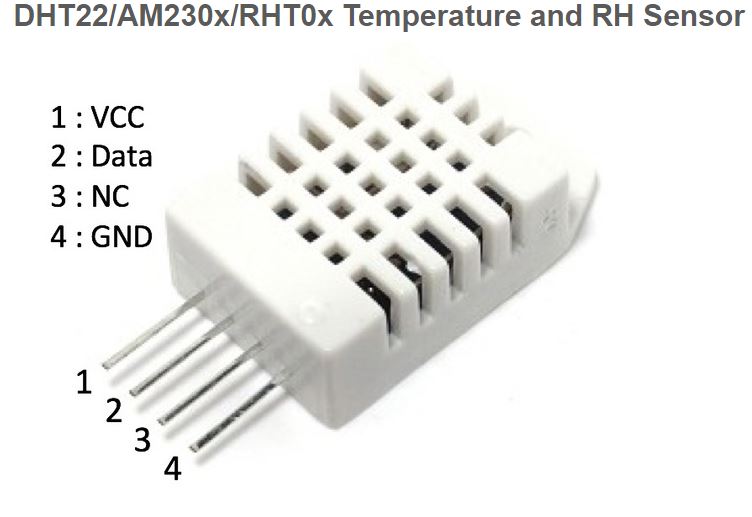 DHT22/AM230x/RHT0x Temperature and RH Sensor
1 : VCC
2 : Data
3 : NC
4 : GND
1
2
3
4